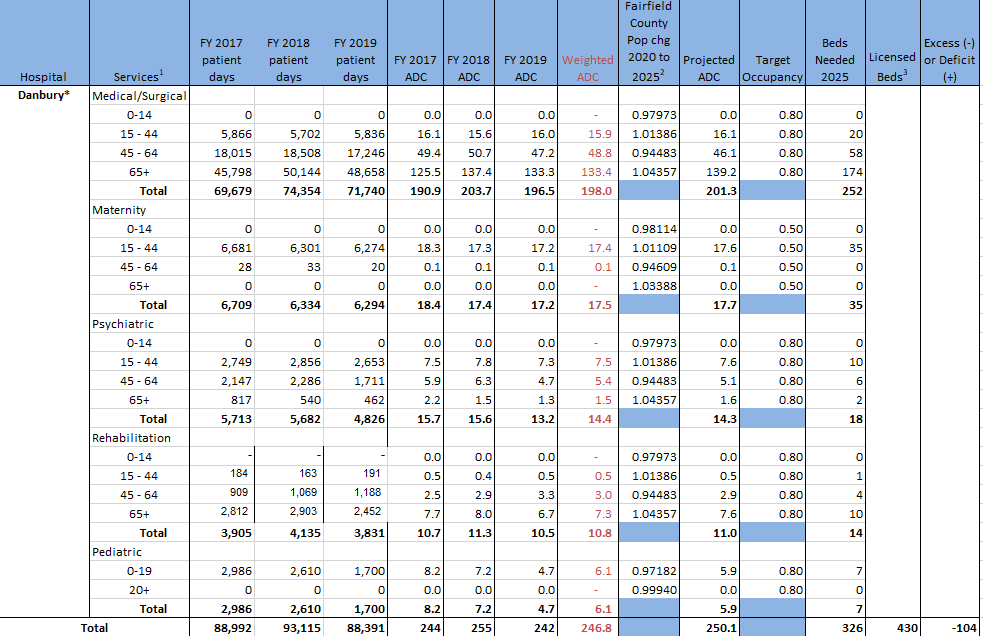 Hospital Services1 FY 2017 patient days FY 2018 patient days FY 2019 patient days FY 2017 ADC FY 2018 ADC FY 2019 ADC Weighted ADC Fairfield County Pop chg 2020 to 20252 Projected ADC Target Occupancy Beds Needed 2025 Licensed Beds3 Excess (-) or Deficit (+)
Danbury* Medical/Surgical
0-14 0 0 0 0.0 0.0 0.0 - 0.97973 0.0 0.80 0
15 - 44 5,866 5,702 5,836 16.1 15.6 16.0 15.9 1.01386 16.1 0.80 20
45 - 64 18,015 18,508 17,246 49.4 50.7 47.2 48.8 0.94483 46.1 0.80 58
65+ 45,798 50,144 48,658 125.5 137.4 133.3 133.4 1.04357 139.2 0.80 174
Total 69,679 74,354 71,740 190.9 203.7 196.5 198.0 201.3 252
Maternity
0-14 0 0 0 0.0 0.0 0.0 - 0.98114 0.0 0.50 0
15 - 44 6,681 6,301 6,274 18.3 17.3 17.2 17.4 1.01109 17.6 0.50 35
45 - 64 28 33 20 0.1 0.1 0.1 0.1 0.94609 0.1 0.50 0
65+ 0 0 0 0.0 0.0 0.0 - 1.03388 0.0 0.50 0
Total 6,709 6,334 6,294 18.4 17.4 17.2 17.5 17.7 35
Psychiatric
0-14 0 0 0 0.0 0.0 0.0 - 0.97973 0.0 0.80 0
15 - 44 2,749 2,856 2,653 7.5 7.8 7.3 7.5 1.01386 7.6 0.80 10
45 - 64 2,147 2,286 1,711 5.9 6.3 4.7 5.4 0.94483 5.1 0.80 6
65+ 817 540 462 2.2 1.5 1.3 1.5 1.04357 1.6 0.80 2
Total 5,713 5,682 4,826 15.7 15.6 13.2 14.4 14.3 18
Rehabilitation
0-14 - - - 0.0 0.0 0.0 - 0.97973 0.0 0.80 0
15 - 44 184 163 191 0.5 0.4 0.5 0.5 1.01386 0.5 0.80 1
45 - 64 909 1,069 1,188 2.5 2.9 3.3 3.0 0.94483 2.9 0.80 4
65+ 2,812 2,903 2,452 7.7 8.0 6.7 7.3 1.04357 7.6 0.80 10
Total 3,905 4,135 3,831 10.7 11.3 10.5 10.8 11.0 14
Pediatric
0-19 2,986 2,610 1,700 8.2 7.2 4.7 6.1 0.97182 5.9 0.80 7
20+ 0 0 0 0.0 0.0 0.0 - 0.99940 0.0 0.80 0
Total 2,986 2,610 1,700 8.2 7.2 4.7 6.1 5.9 7
Total 88,992 93,115 88,391 244 255 242 246.8 250.1 326 430 -104